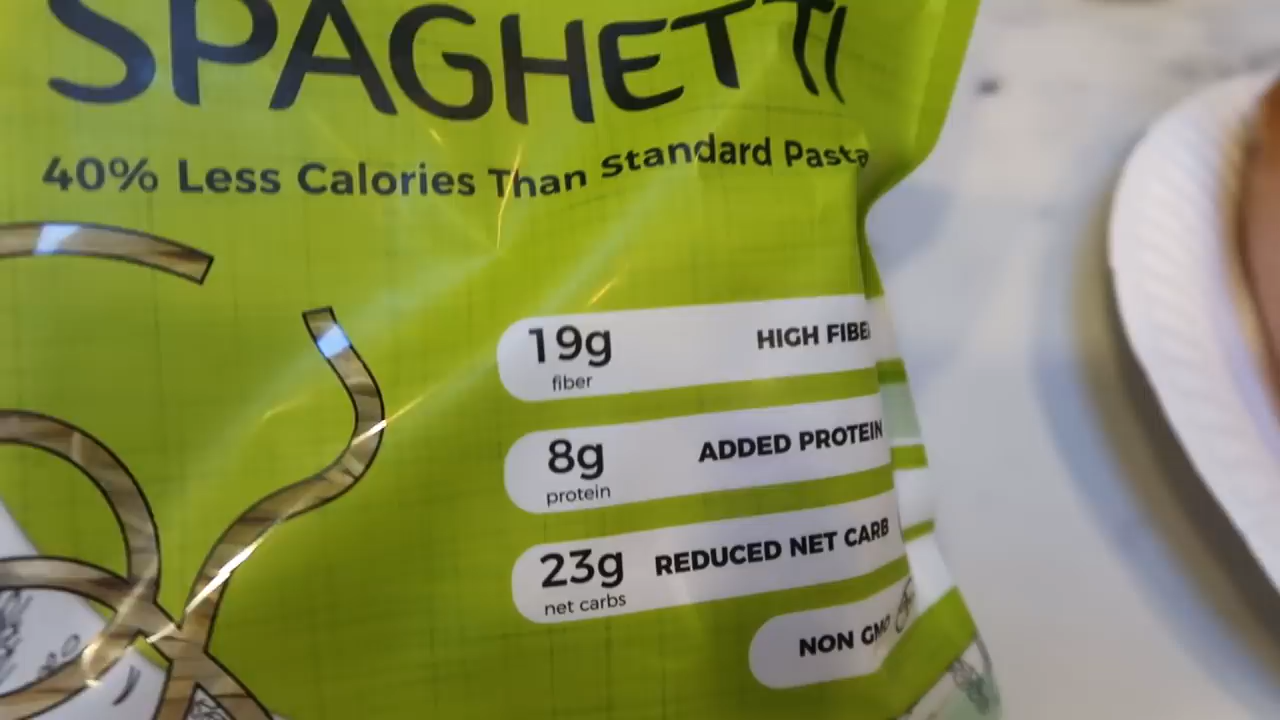 SPAGHETTI
40% Less Calories Than Standard Pasta
19g HIGH FIBE
fiber
8g ADDED PROTEIN
protein
23g REDUCED NET CARB
net carbs
NON GMO